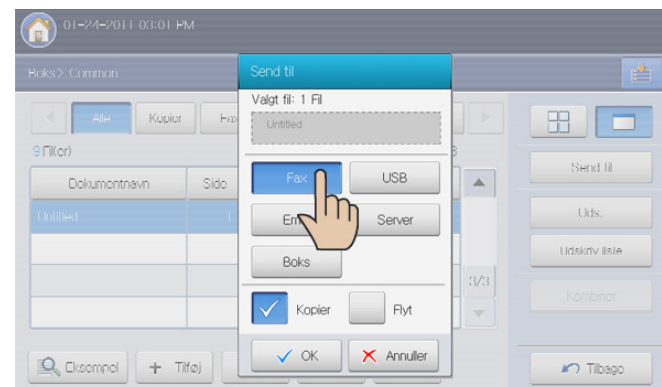 01-24-2011 03:01 PM
Boks> Common
Send til
Valgt fil: 1 Fil
Untitled
Alle
Kopier
9 Fil(er)
Dokumentnavn
Side
Untitled
1
Fax
USB
Server
Boks
Kopier
Flyt
OK
Annuller
3/3
Send til
Uds.
Udskriv liste
Kombiner
Eksempel
+ Tilføj
Tilbage